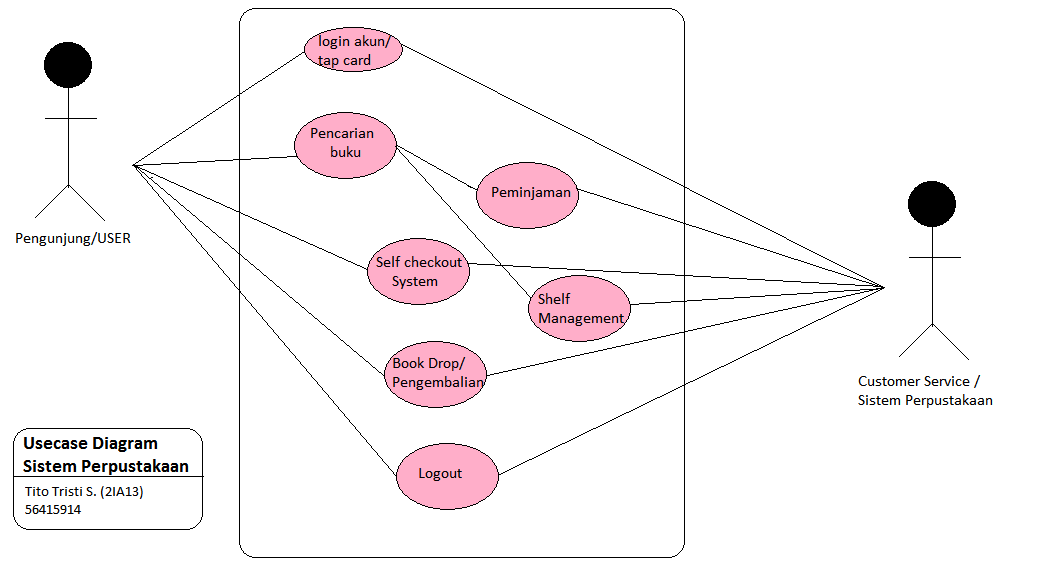 login akun/
tap card
Pencarian
buku
Peminjaman
Pengunjung/USER
Self checkout
System
Shelf
Management
Book Drop/
Pengembalian
Customer Service /
Sistem Perpustakaan
Usecase Diagram
Sistem Perpustakaan
Tito Tristi S. (2IA13)
56415914
Logout